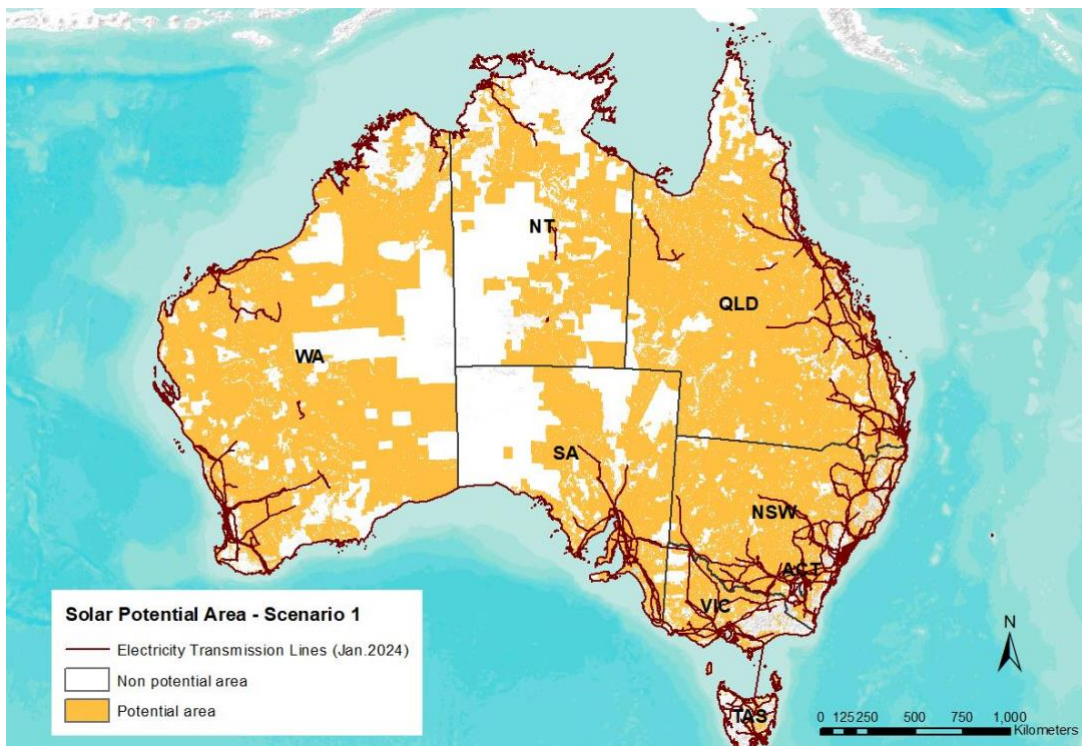 NT
QLD
WA
SA
NSW
ACT
VIC
TAS
Solar Potential Area - Scenario 1
Electricity Transmission Lines (Jan.2024)
Non potential area
Potential area
N
0 125 250 500 750 1,000
Kilometers